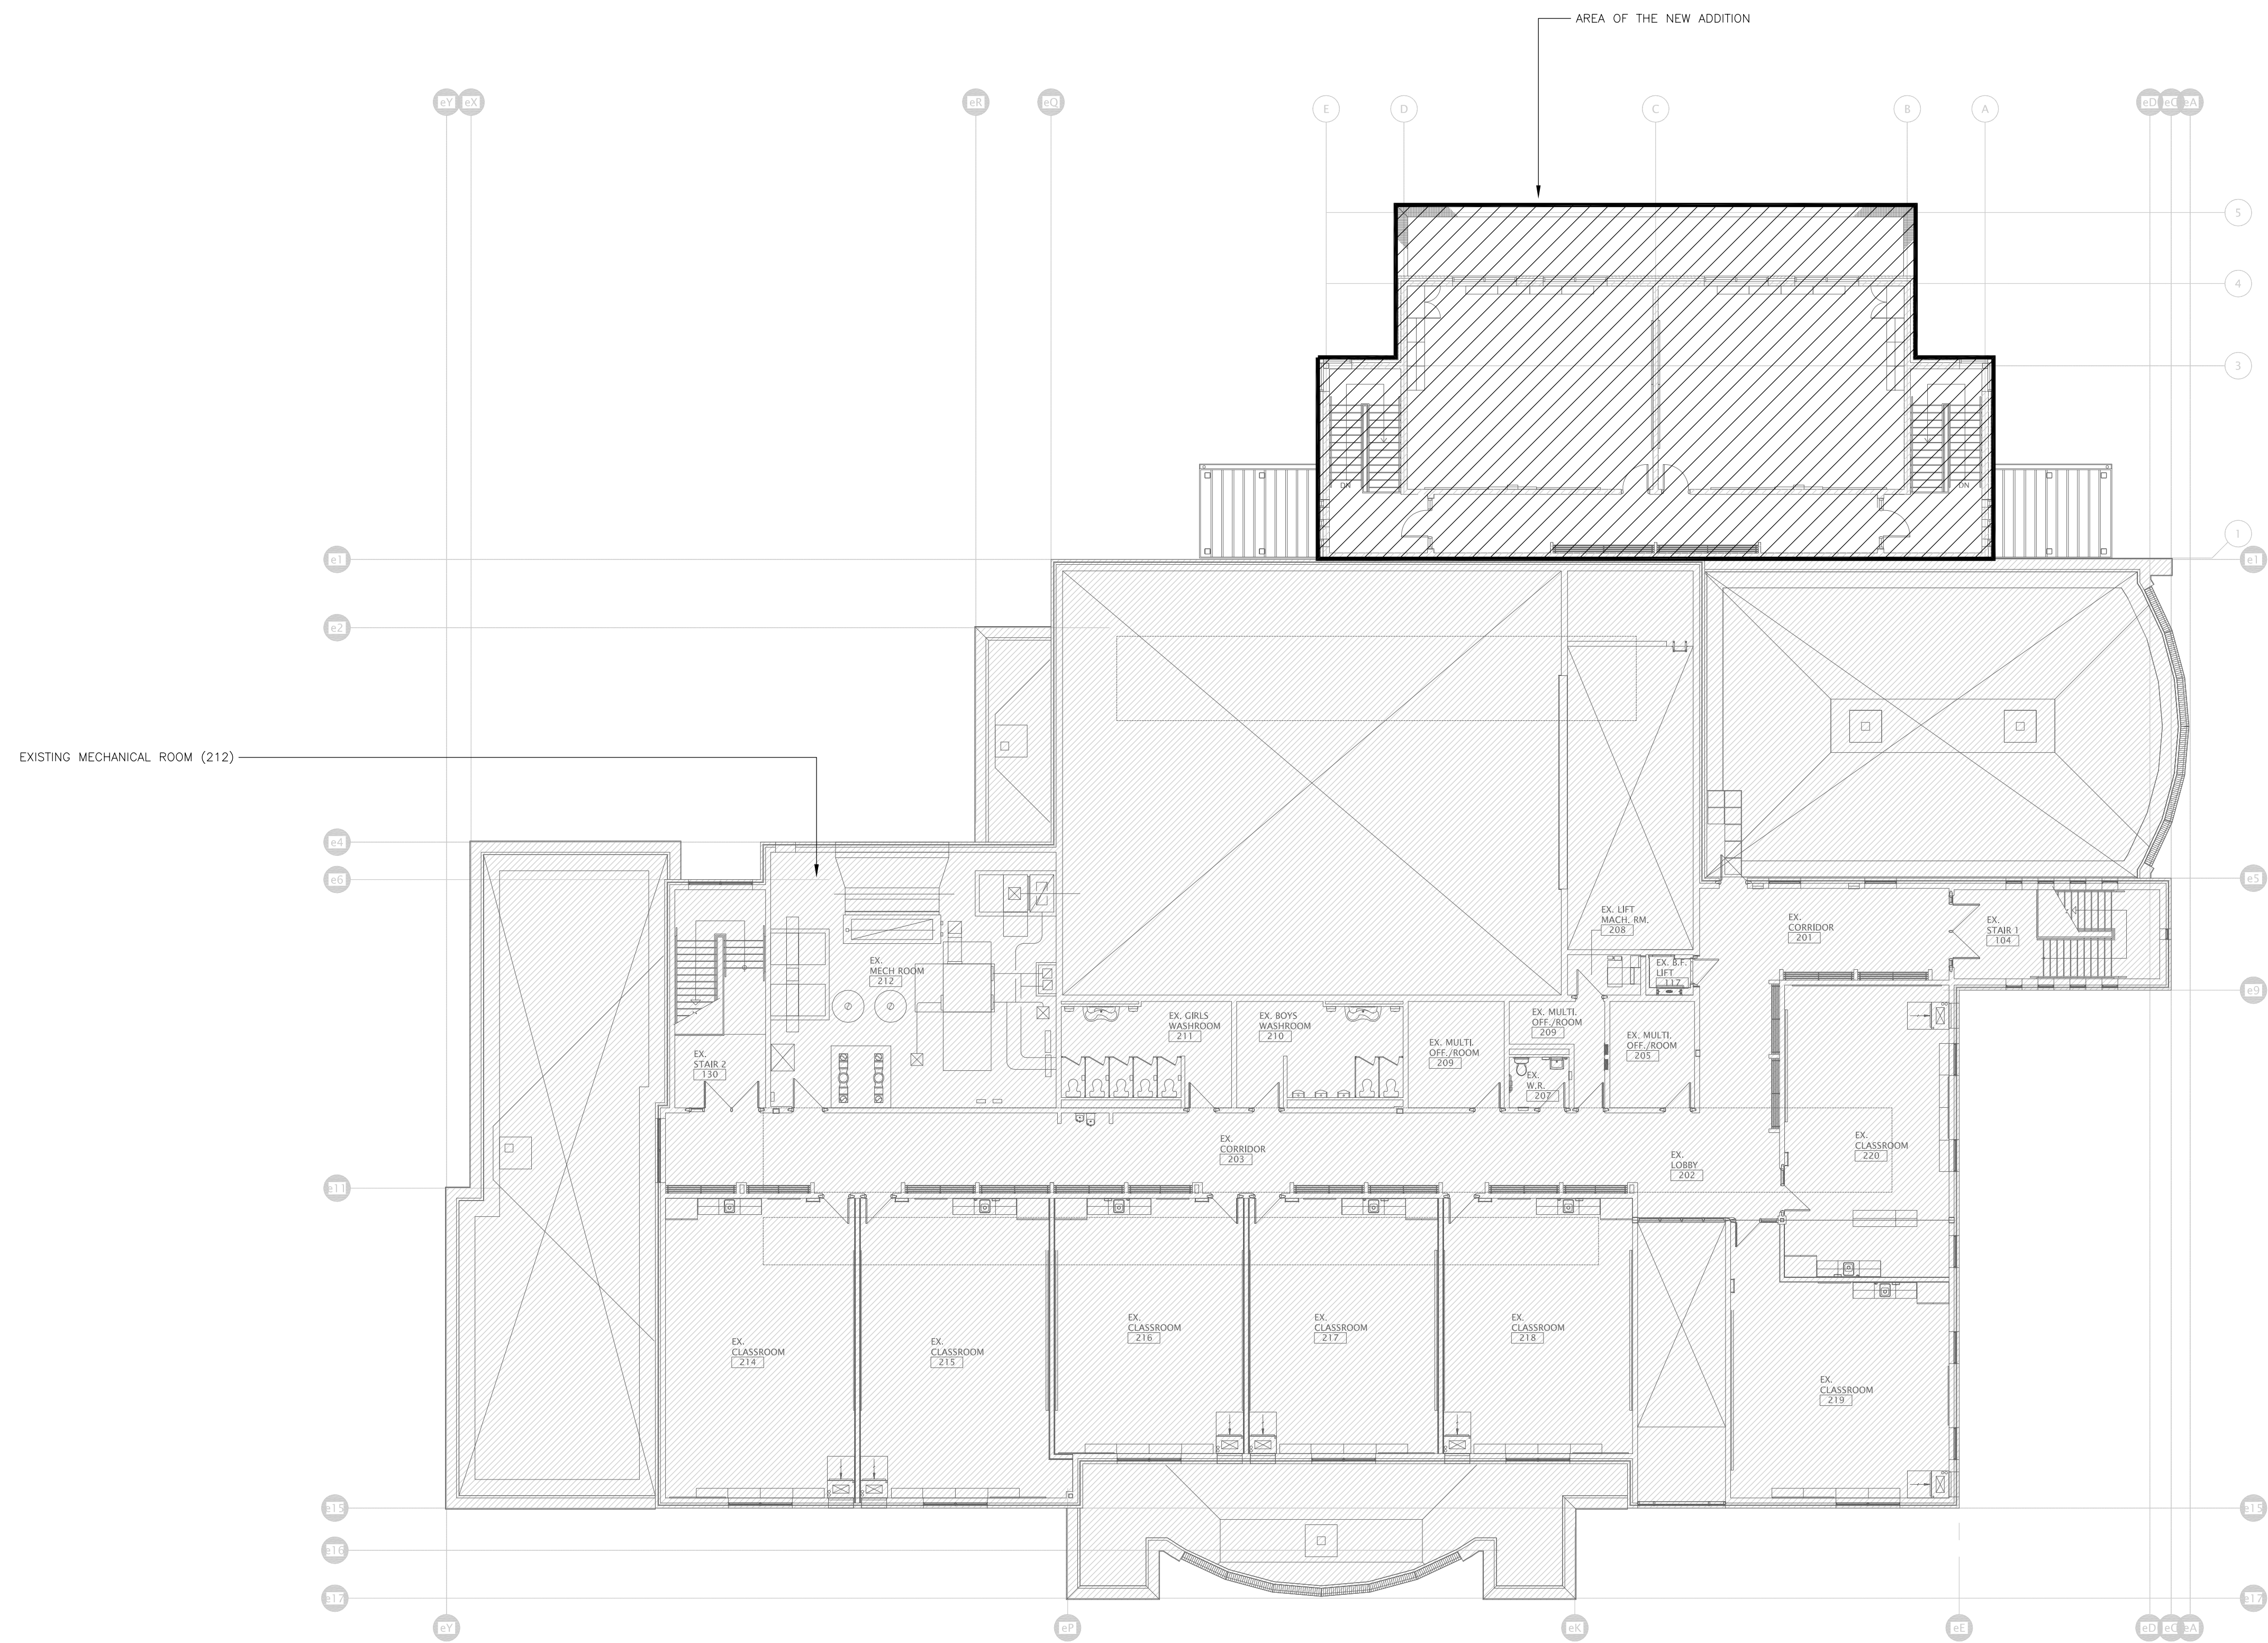 AREA OF THE NEW ADDITION
eY
eX
eR
eQ
E
D
C
B
A
eD
eC
eA
5
4
3
DN
DN
1
e1
e1
e2
EXISTING MECHANICAL ROOM (212)
e4
e6
e5
EX. LIFT
MACH. RM.
208
EX.
CORRIDOR
201
EX.
STAIR 1
104
EX.
MECH ROOM
212
EX. B.F.
LIFT
117
e9
EX. GIRLS
WASHROOM
211
EX. BOYS
WASHROOM
210
EX. MULTI.
OFF./ROOM
209
EX. MULTI.
OFF./ROOM
209
EX. MULTI.
OFF./ROOM
205
EX.
STAIR 2
130
EX.
W.R.
207
EX.
CORRIDOR
203
EX.
LOBBY
202
EX.
CLASSROOM
220
e11
EX.
CLASSROOM
214
EX.
CLASSROOM
215
EX.
CLASSROOM
216
EX.
CLASSROOM
217
EX.
CLASSROOM
218
EX.
CLASSROOM
219
e15
e15
e16
e17
e17
eY
eP
eK
eE
eD
eC
eA